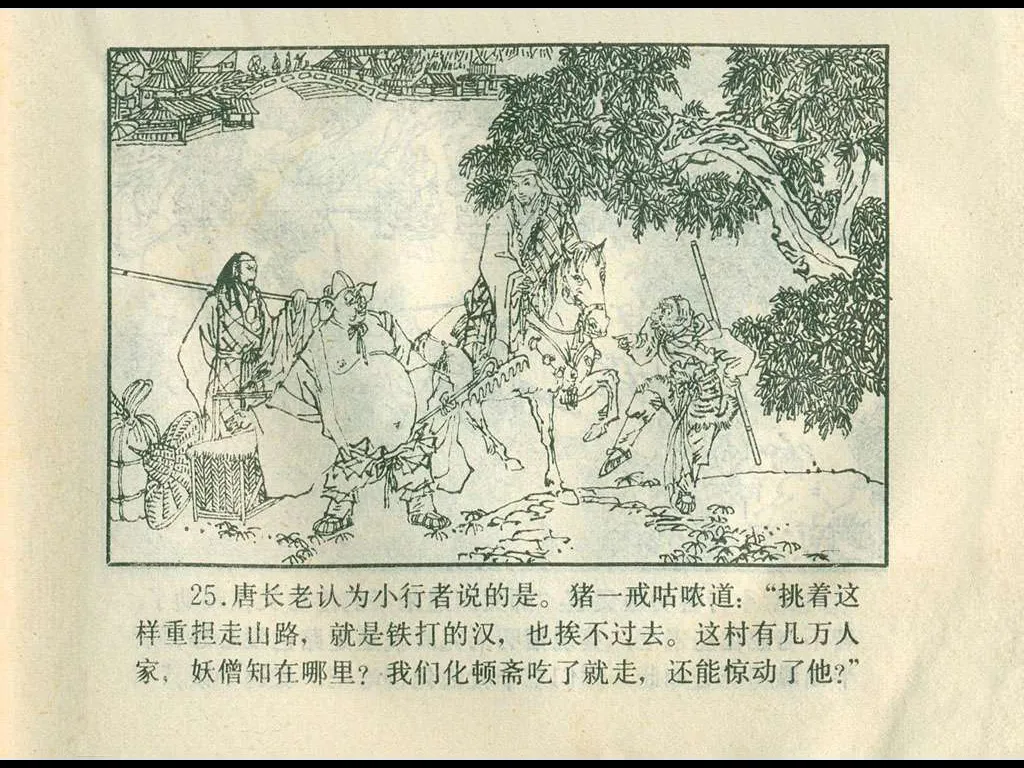 25.唐长老认为小行者说的是。猪一戒咕哝道：“挑着这
样重担走山路，就是铁打的汉，也挨不过去。这村有几万人
家，妖僧知在哪里？我们化顿斋吃了就走，还能惊动了他？”